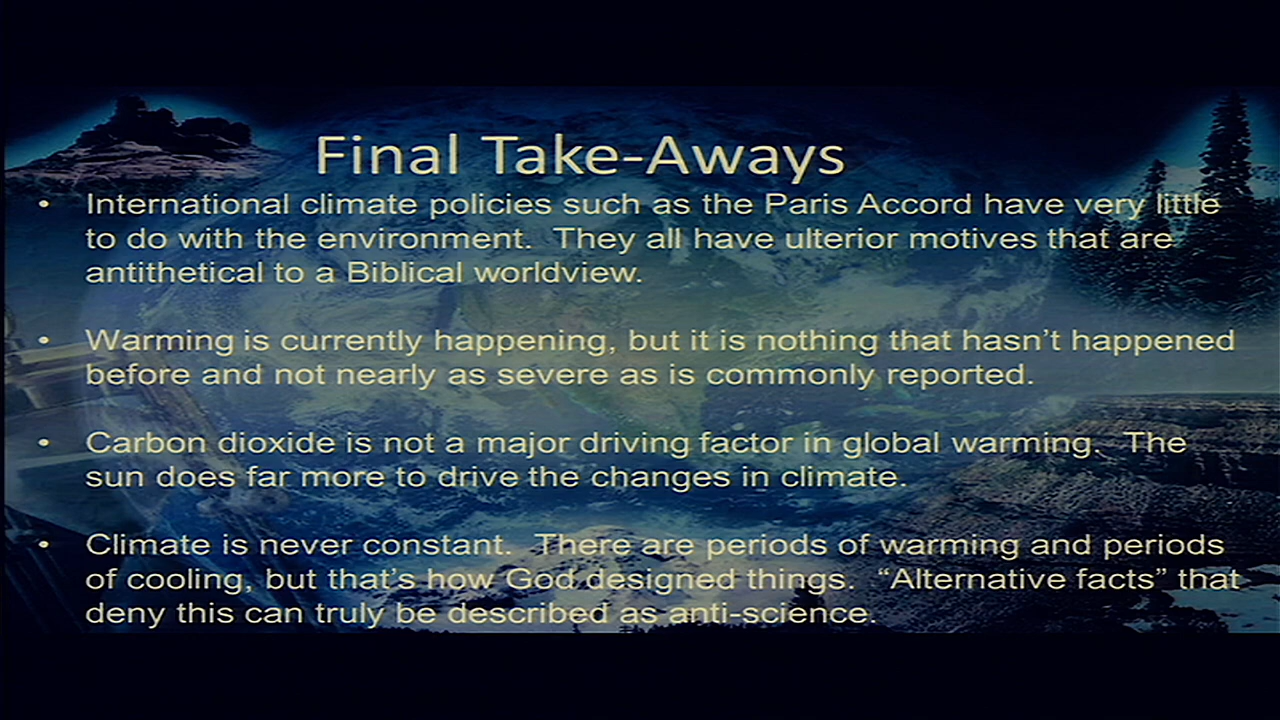 Final Take-Aways
• International climate policies such as the Paris Accord have very little
to do with the environment.  They all have ulterior motives that are
antithetical to a Biblical worldview.
• Warming is currently happening, but it is nothing that hasn’t happened
before and not nearly as severe as is commonly reported.
• Carbon dioxide is not a major driving factor in global warming.  The
sun does far more to drive the changes in climate.
• Climate is never constant.  There are periods of warming and periods
of cooling, but that’s how God designed things.  “Alternative facts” that
deny this can truly be described as anti-science.